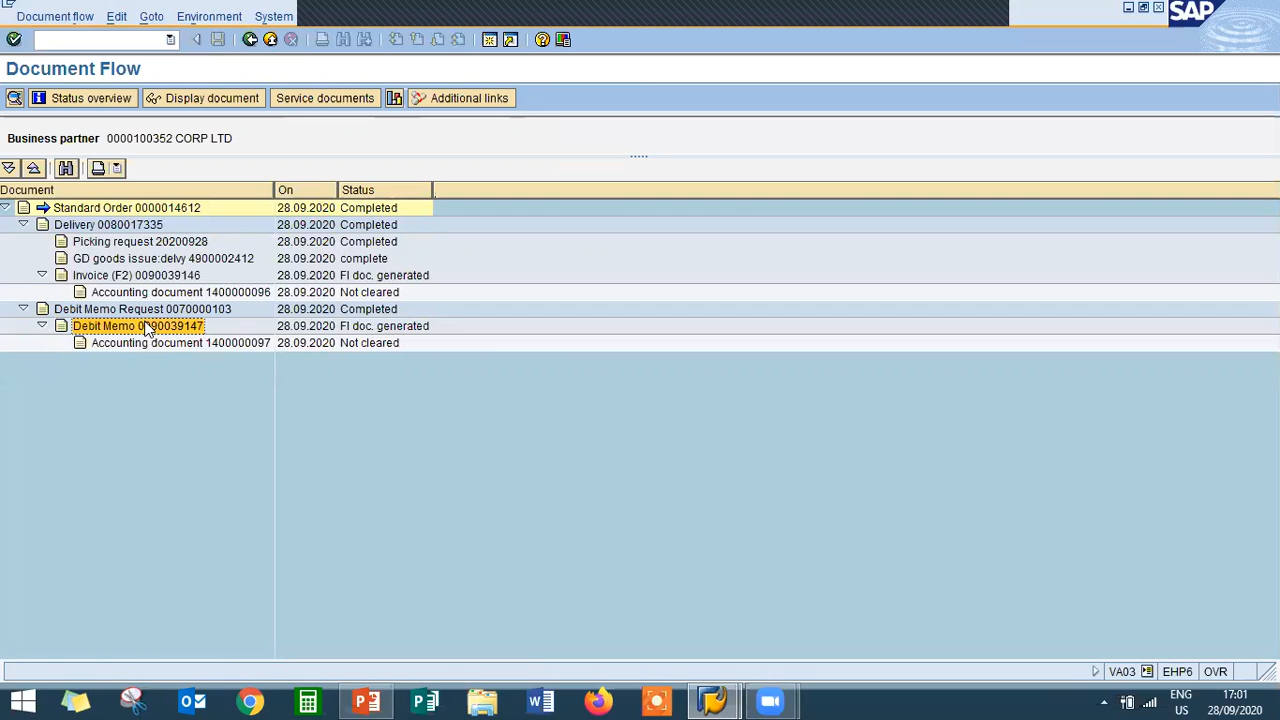 Document flow Edit Goto Environment System
SAP
Document Flow
Status overview Display document Service documents Additional links
Business partner 0000100352 CORP LTD
Document On Status
Standard Order 0000014612 28.09.2020 Completed
Delivery 0080017335 28.09.2020 Completed
Picking request 20200928 28.09.2020 Completed
GD goods issue:delvy 4900002412 28.09.2020 complete
Invoice (F2) 0090039146 28.09.2020 FI doc. generated
Accounting document 1400000096 28.09.2020 Not cleared
Debit Memo Request 0070000103 28.09.2020 Completed
Debit Memo 0090039147 28.09.2020 FI doc. generated
Accounting document 1400000097 28.09.2020 Not cleared
VA03 EHP6 OVR
ENG 17:01
US 28/09/2020